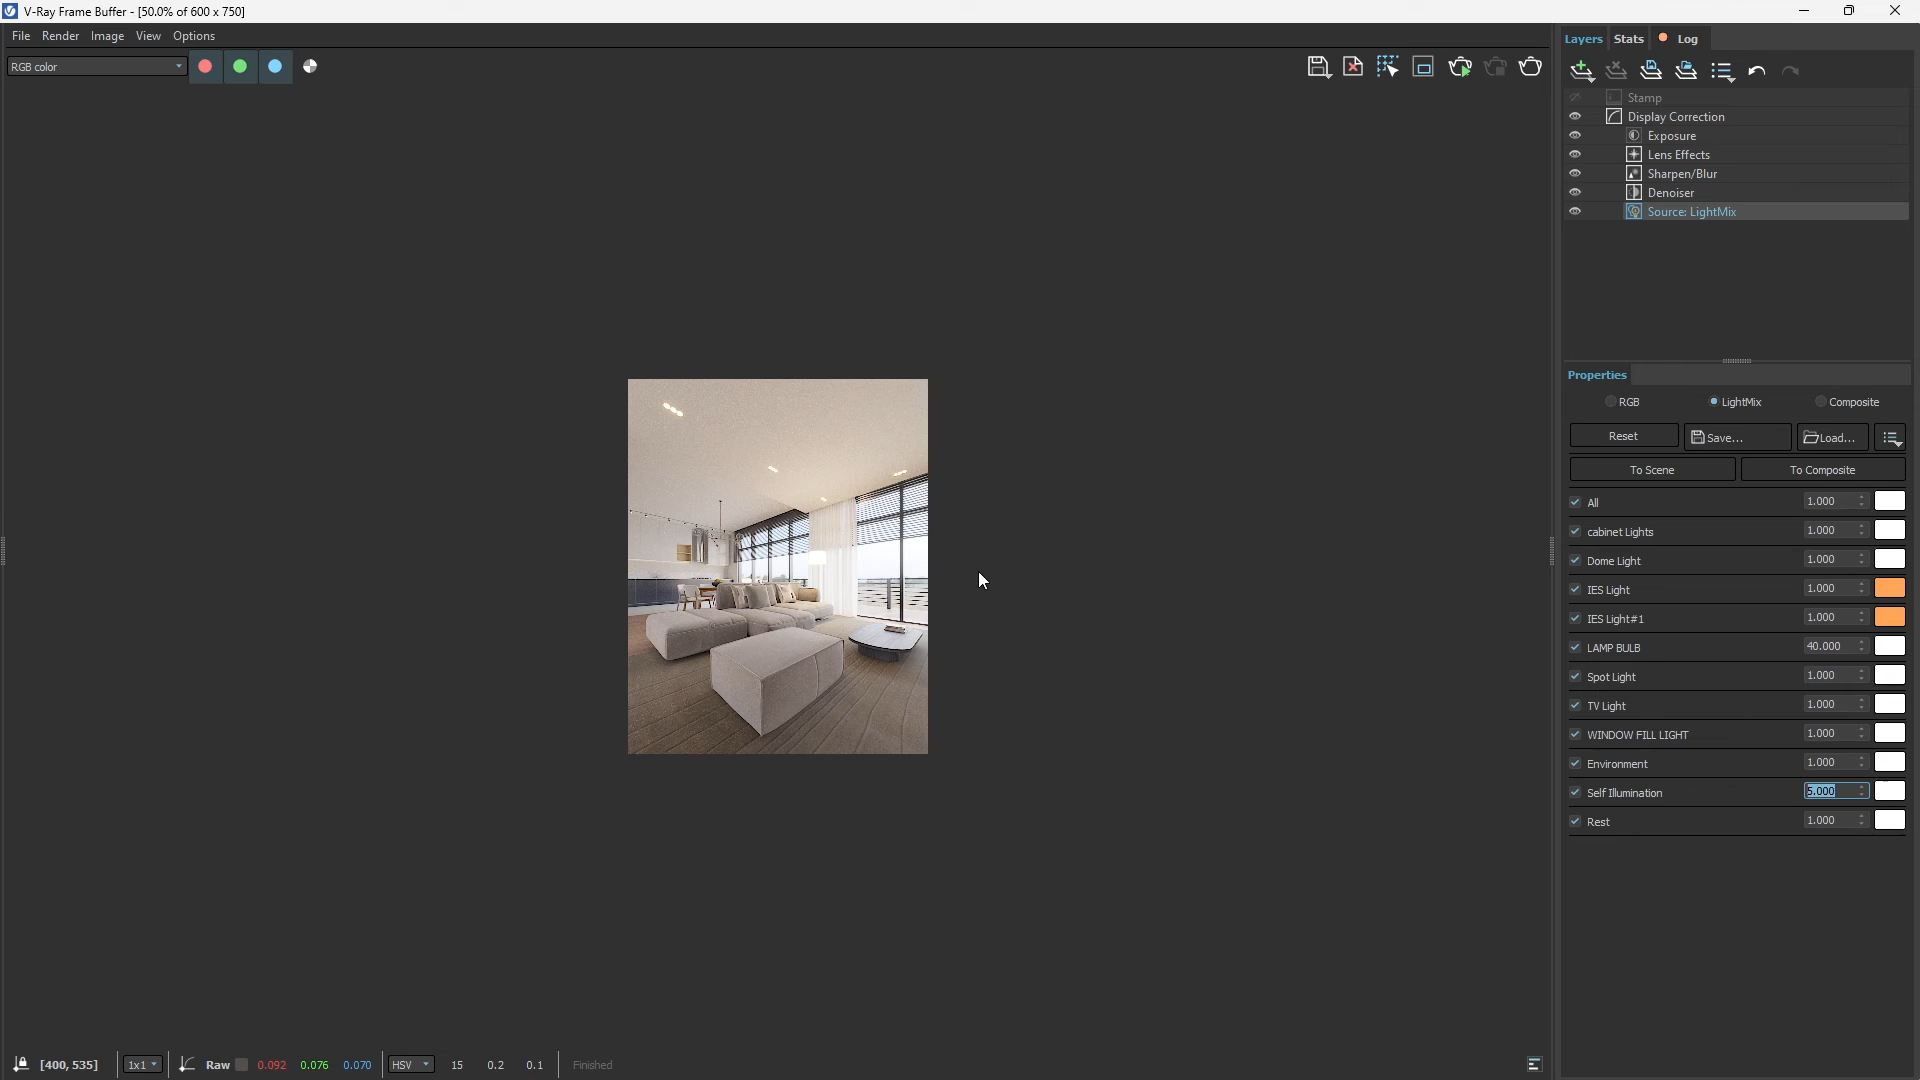 V-Ray Frame Buffer - [50.0% of 600 x 750]
File Render Image View Options
RGB color
Layers Stats Log
Stamp
Display Correction
Exposure
Lens Effects
Sharpen/Blur
Denoiser
Source: LightMix
Properties
RGB LightMix Composite
Reset Save... Load...
To Scene To Composite
All 1.000
cabinet Lights 1.000
Dome Light 1.000
IES Light 1.000
IES Light#1 1.000
LAMP BULB 40.000
Spot Light 1.000
TV Light 1.000
WINDOW FILL LIGHT 1.000
Environment 1.000
Self Illumination 5.000
Rest 1.000
[400, 535] 1x1 Raw 0.092 0.076 0.070 HSV 15 0.2 0.1 Finished